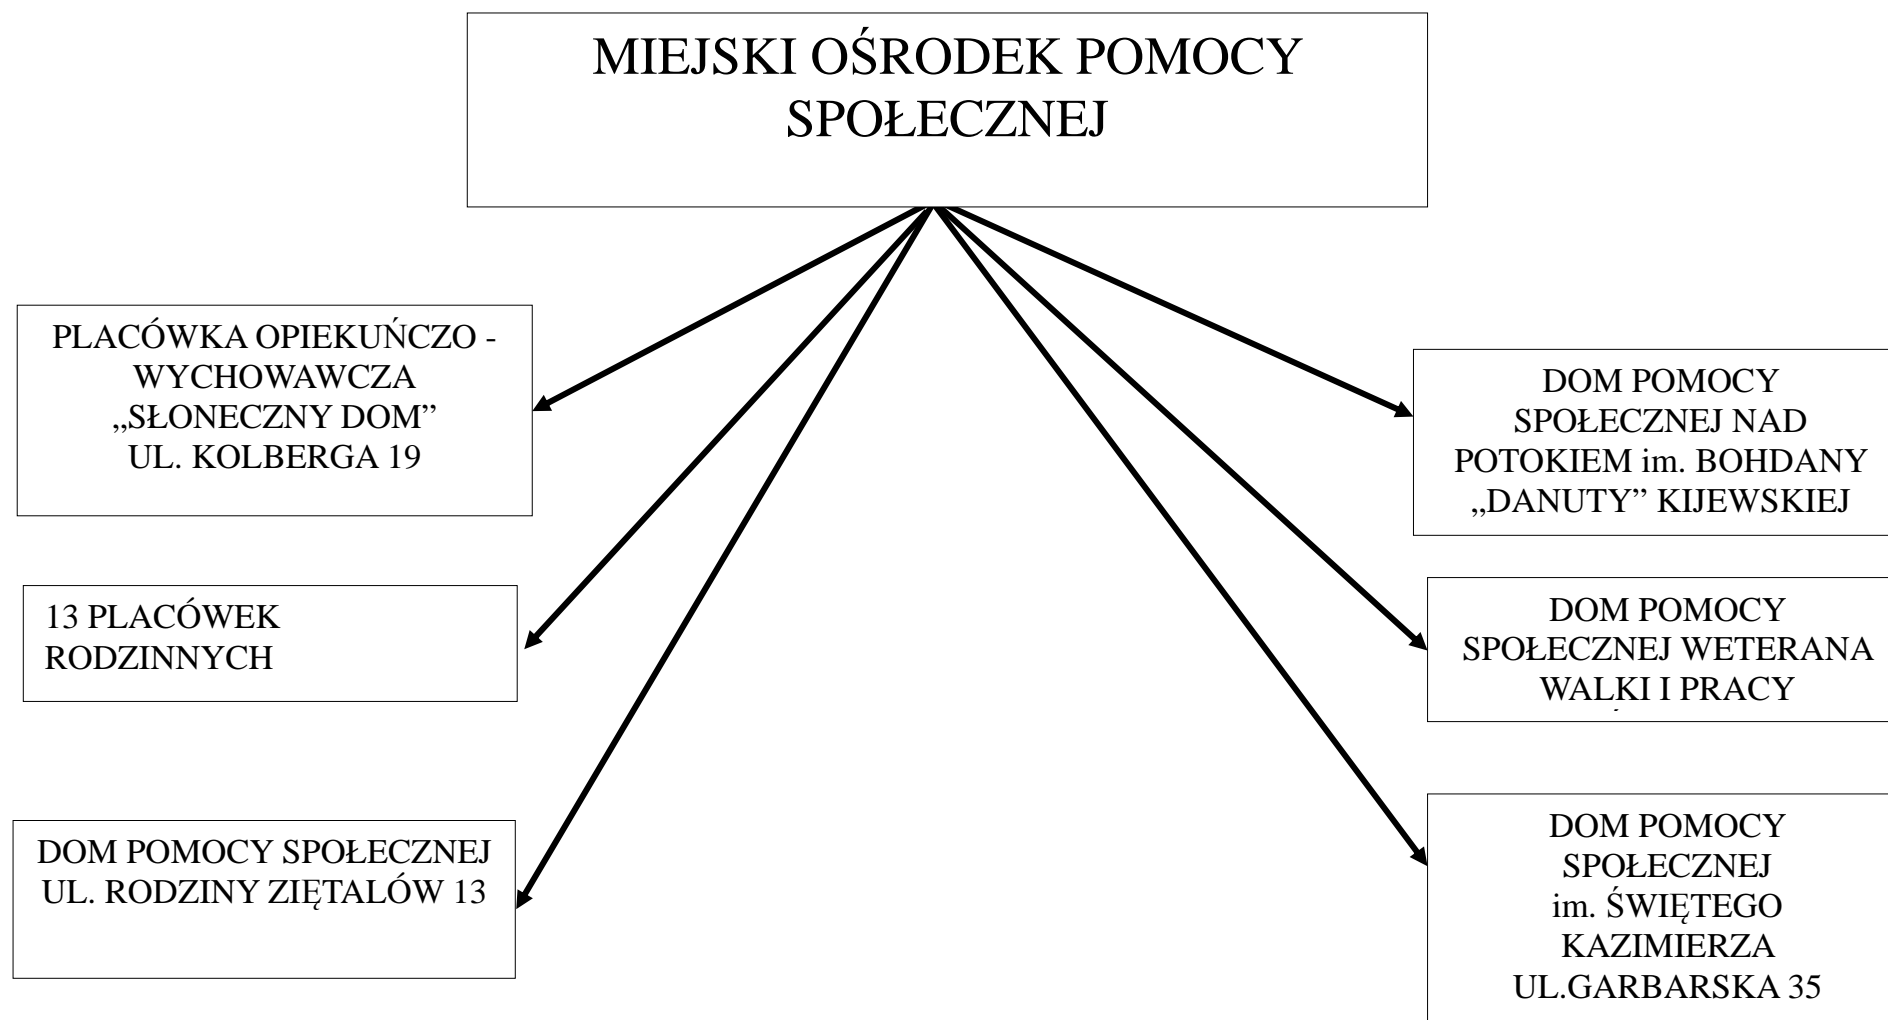 MIEJSKI OŚRODEK POMOCY
SPOŁECZNEJ
PLACÓWKA OPIEKUŃCZO -
WYCHOWAWCZA
„SŁONECZNY DOM”
UL. KOLBERGA 19
13 PLACÓWEK
RODZINNYCH
DOM POMOCY SPOŁECZNEJ
UL. RODZINY ZIĘTALÓW 13
DOM POMOCY
SPOŁECZNEJ NAD
POTOKIEM im. BOHDANY
„DANUTY” KIJEWSKIEJ
DOM POMOCY
SPOŁECZNEJ WETERANA
WALKI I PRACY
DOM POMOCY
SPOŁECZNEJ
im. ŚWIĘTEGO
KAZIMIERZA
UL.GARBARSKA 35